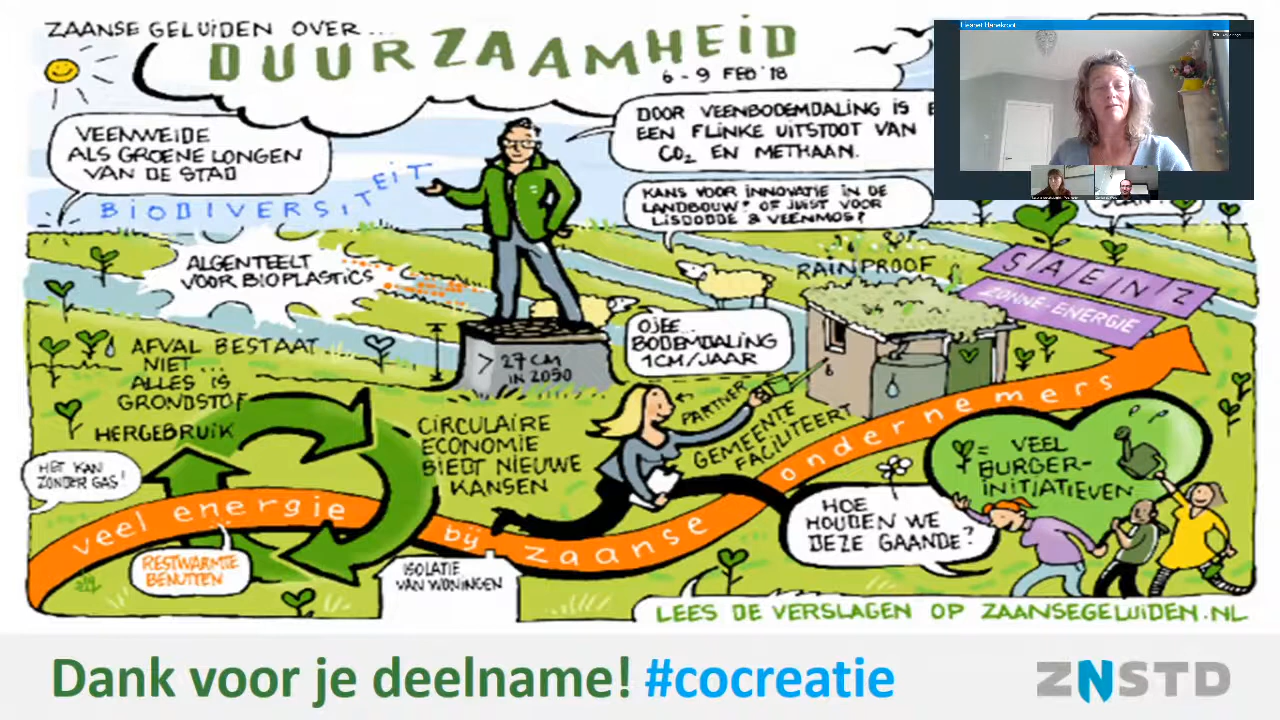 ZAANSE GELUIDEN OVER...
DUURZAAMHEID
6 - 9 FEB '18
VEENWEIDE
ALS GROENE LONGEN
VAN DE STAD
BIODIVERSITEIT
DOOR VEENBODEMDALING IS E
EEN FLINKE UITSTOOT VAN
CO₂ EN METHAAN.
KANS VOOR INNOVATIE IN DE
LANDBOUW? OF JUIST VOOR
LISDODDE & VEENMOS?
ALGENTEELT
VOOR BIOPLASTICS
RAINPROOF
SAENZ
ZONNE-ENERGIE
OJEE...
BODEMDALING
1CM/JAAR
> 27 CM
IN 2050
AFVAL BESTAAT
NIET...
ALLES IS
GRONDSTOF
HERGEBRUIK
HET KAN
ZONDER GAS!
CIRCULAIRE
ECONOMIE
BIEDT NIEUWE
KANSEN
PARTNER
GEMEENTE
FACILITEERT
= VEEL
BURGER-
INITIATIEVEN
HOE
HOUDEN WE
DEZE GAANDE?
veel energie bij zaanse ondernemers
RESTWARMTE
BENUTTEN
ISOLATIE
VAN WONINGEN
LEES DE VERSLAGEN OP ZAANSEGELUIDEN.NL
Dank voor je deelname! #cocreatie
ZNSTD